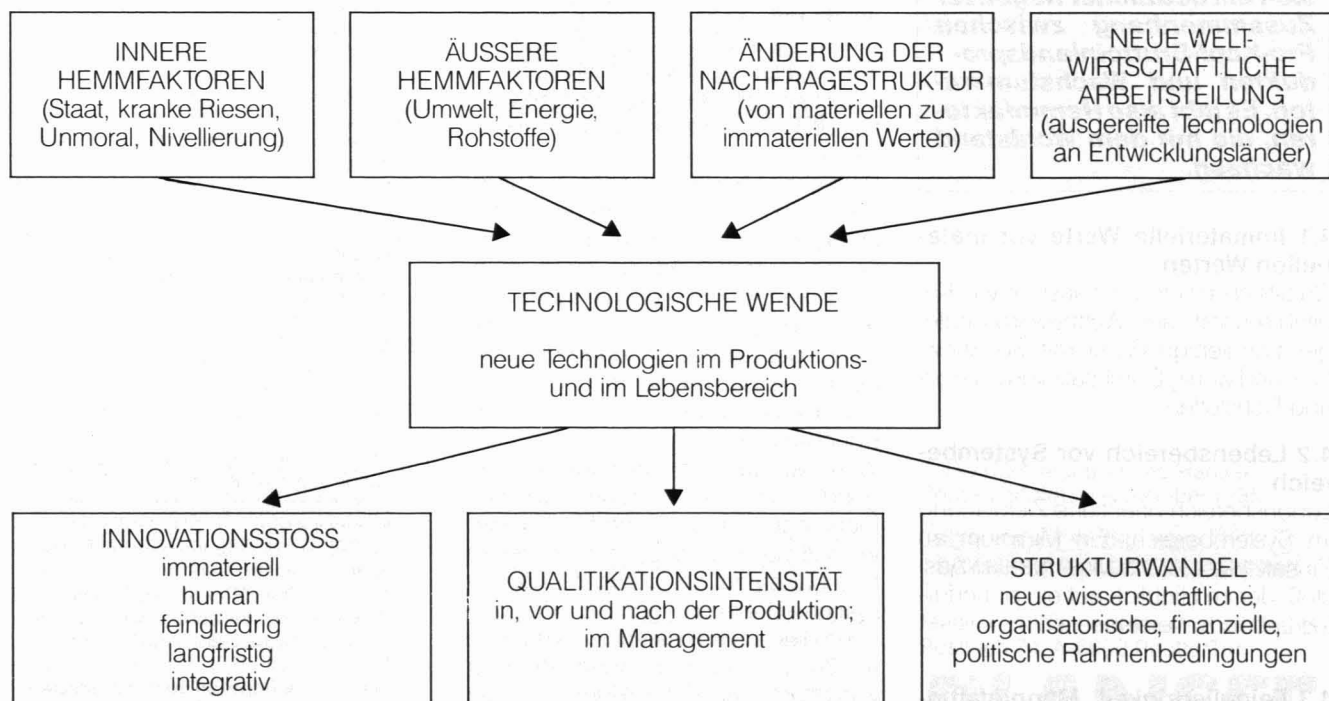 INNERE
HEMMFAKTOREN
(Staat, kranke Riesen,
Unmoral, Nivellierung)
ÄUSSERE
HEMMFAKTOREN
(Umwelt, Energie,
Rohstoffe)
ÄNDERUNG DER
NACHFRAGESTRUKTUR
(von materiellen zu
immateriellen Werten)
NEUE WELT-
WIRTSCHAFTLICHE
ARBEITSTEILUNG
(ausgereifte Technologien
an Entwicklungsländer)
TECHNOLOGISCHE WENDE
neue Technologien im Produktions-
und im Lebensbereich
INNOVATIONSSTOSS
immateriell
human
feingliedrig
langfristig
integrativ
QUALITIKATIONSINTENSITÄT
in, vor und nach der Produktion;
im Management
STRUKTURWANDEL
neue wissenschaftliche,
organisatorische, finanzielle,
politische Rahmenbedingungen